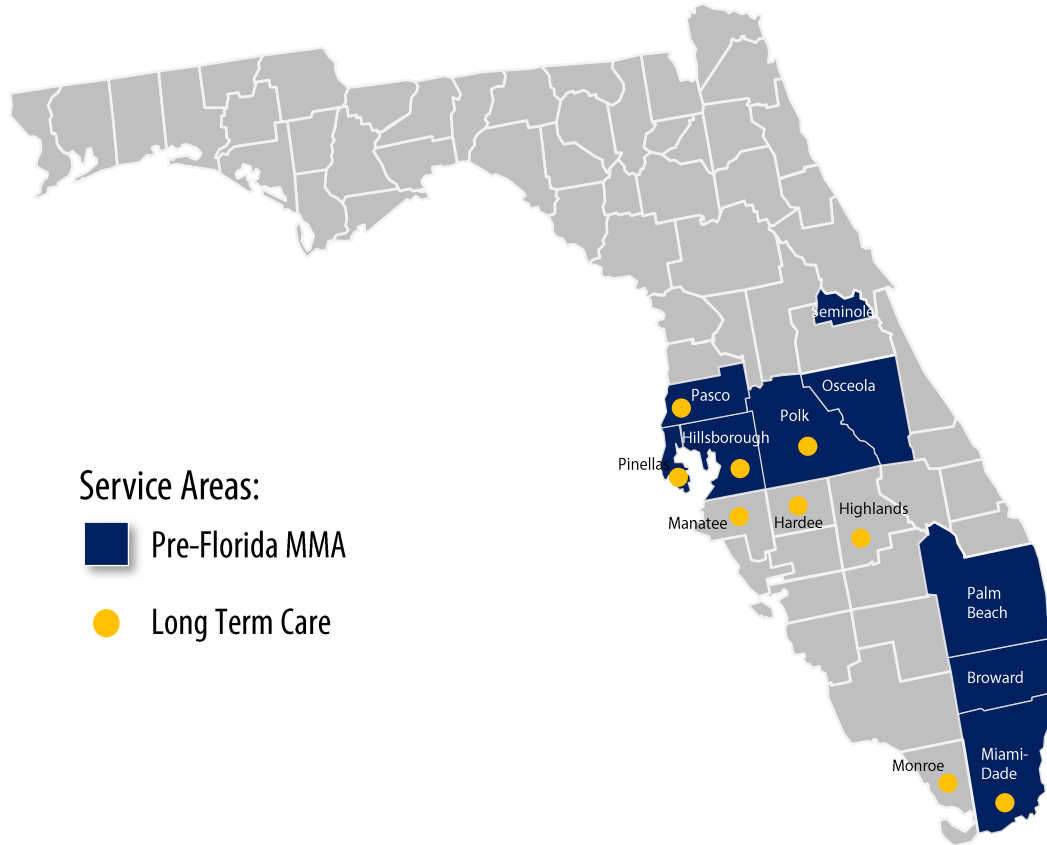 Seminole
Osceola
Pasco
Polk
Hillsborough
Pinellas
Service Areas:
Highlands
Manatee
Hardee
Pre-Florida MMA
Palm
Beach
Long Term Care
Broward
Miami-
Dade
Monroe